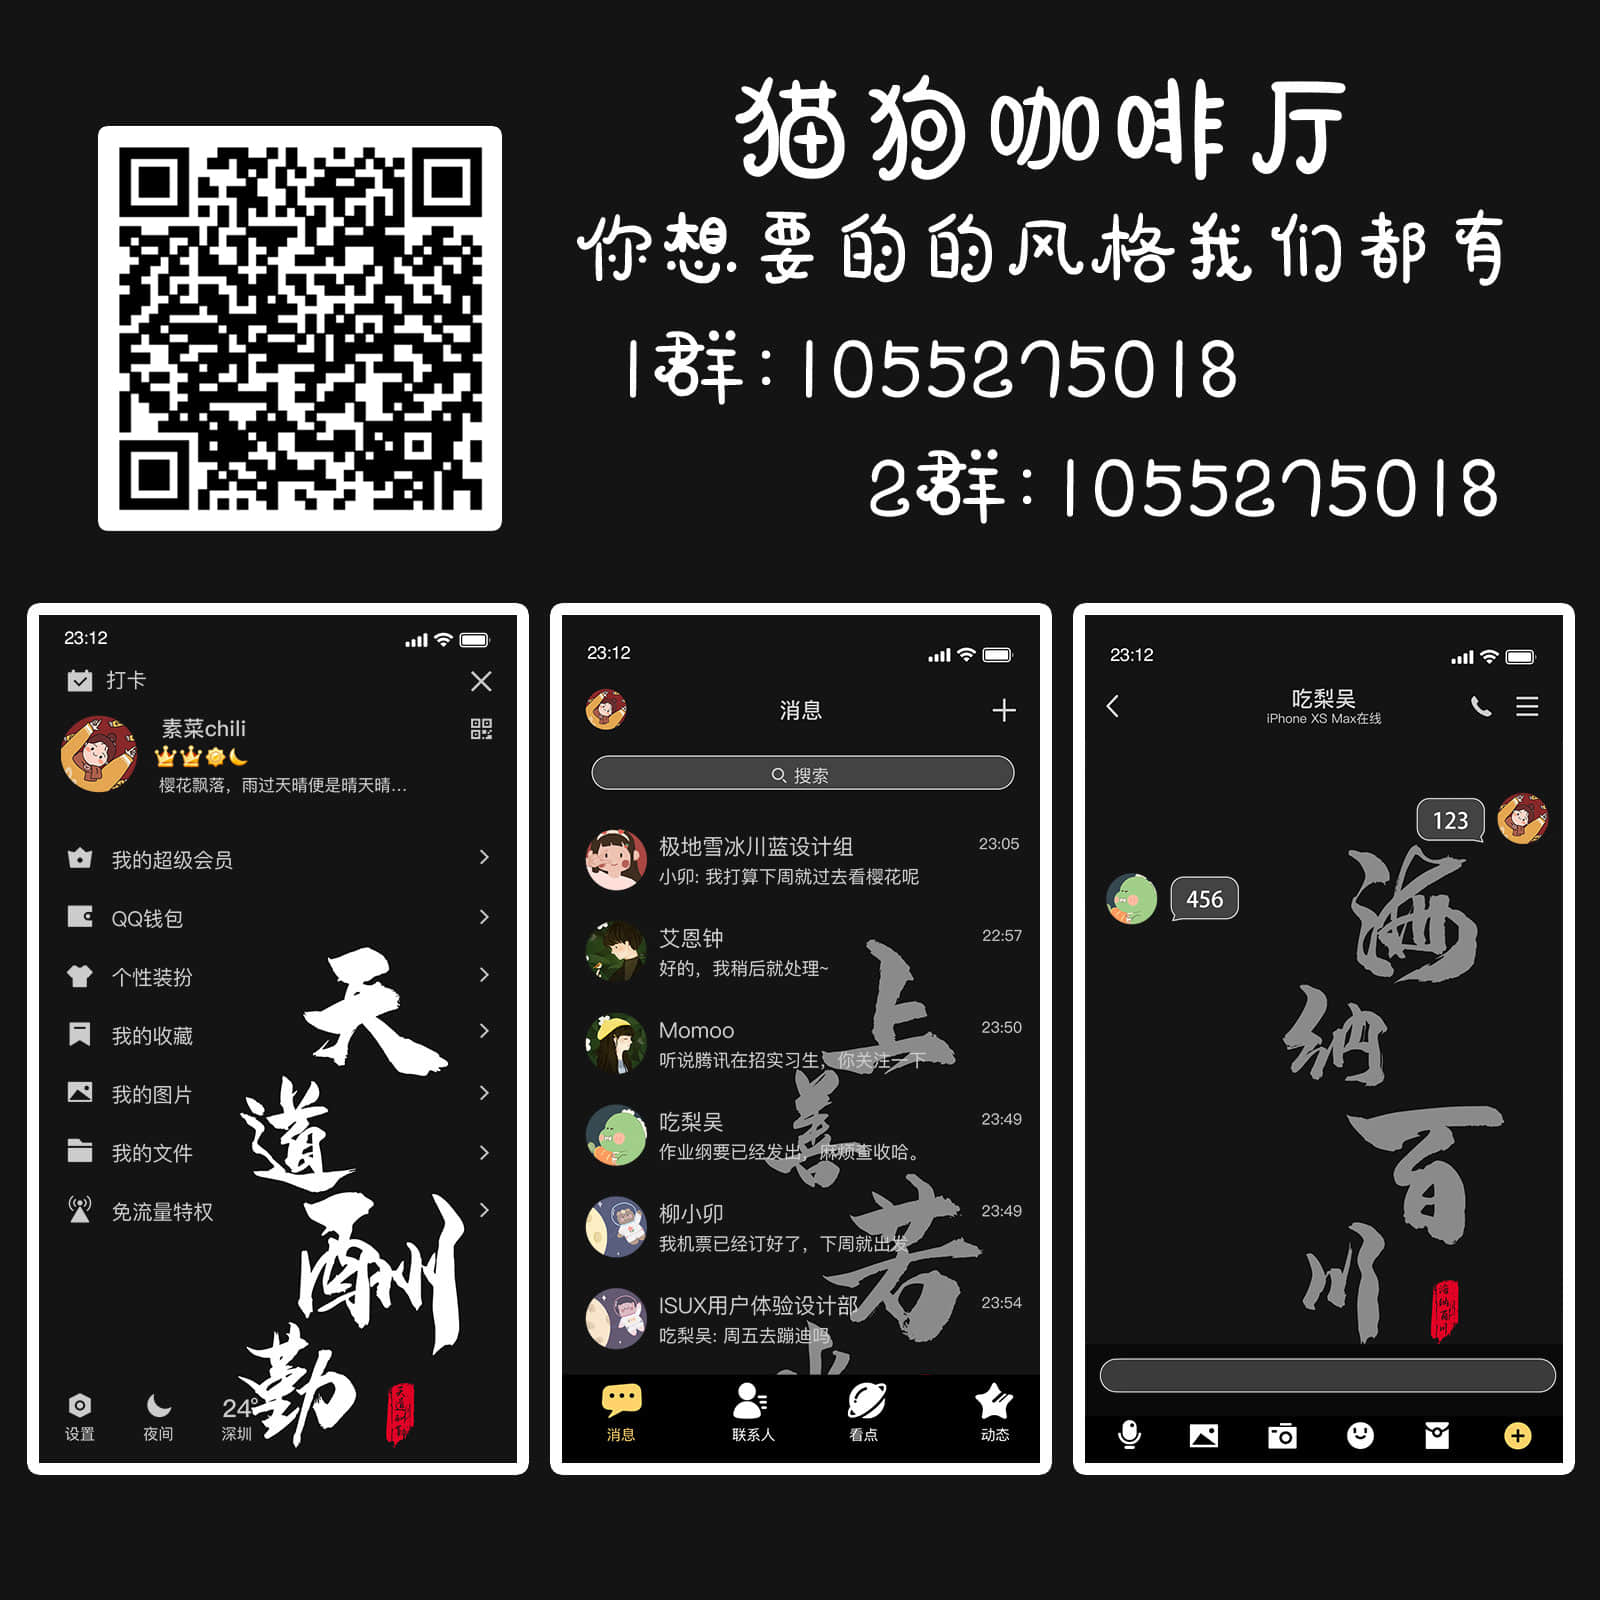 猫狗咖啡厅
你想要的的风格我们都有
1群:1055275018
2群:1055275018
23:12
打卡
素菜chili
樱花飘落，雨过天晴便是晴天晴...
我的超级会员
QQ钱包
个性装扮
我的收藏
我的图片
我的文件
免流量特权
天道酬勤
天道酬勤
24°
设置
夜间
深圳
23:12
消息
搜索
极地雪冰川蓝设计组
23:05
小卯: 我打算下周就过去看樱花呢
艾恩钟
22:57
好的，我稍后就处理~
Momoo
23:50
听说腾讯在招实习生，你关注一下
吃梨吴
23:49
作业纲要已经发出，麻烦查收哈。
柳小卯
23:49
我机票已经订好了，下周就出发
ISUX用户体验设计部
23:54
吃梨吴: 周五去蹦迪吗
上善若水
消息
联系人
看点
动态
23:12
吃梨吴
iPhone XS Max在线
123
456
海纳百川
海纳百川